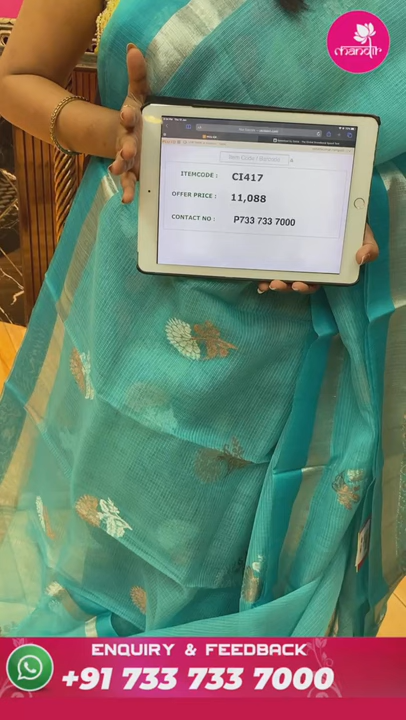 mandir
ITEMCODE : CI417
OFFER PRICE : 11,088
CONTACT NO : P733 733 7000
ENQUIRY & FEEDBACK
+91 733 733 7000